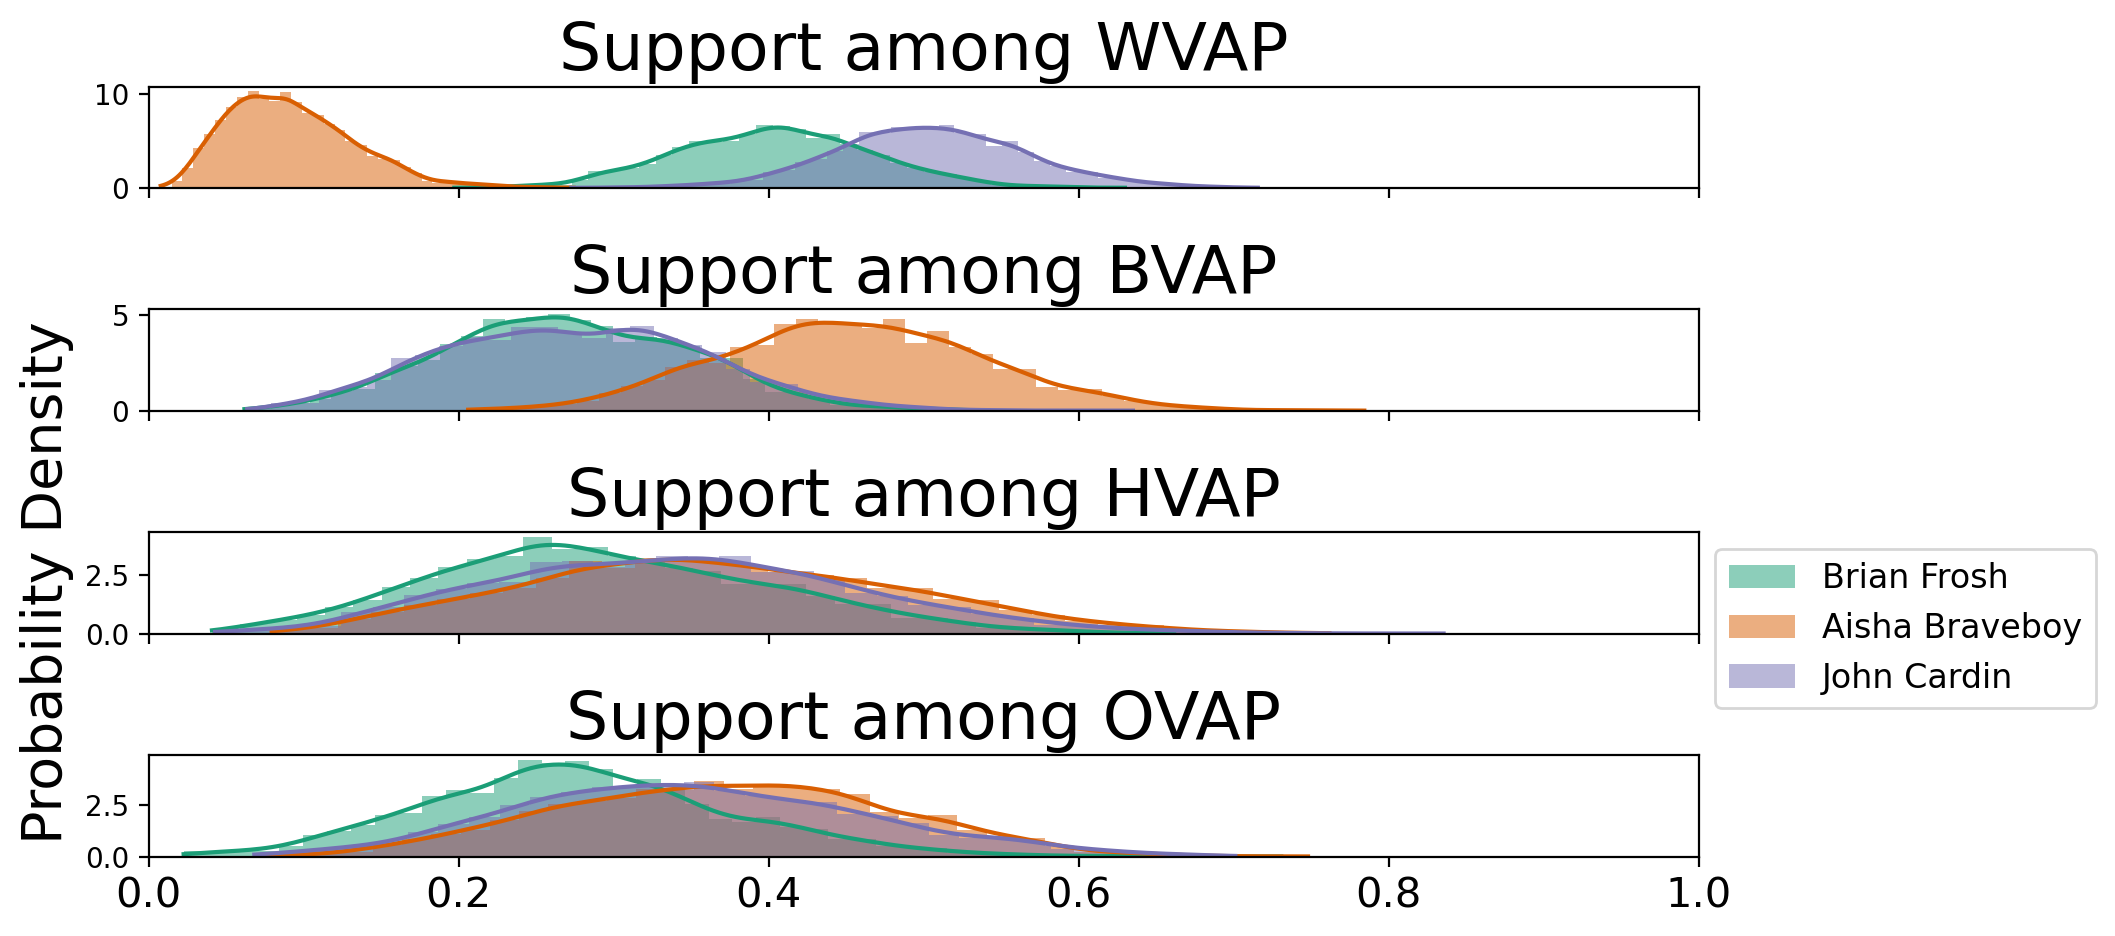 Support among WVAP
10
0
Support among BVAP
5
0
Probability Density
Support among HVAP
2.5
0.0
Brian Frosh
Aisha Braveboy
John Cardin
Support among OVAP
2.5
0.0
0.0 0.2 0.4 0.6 0.8 1.0